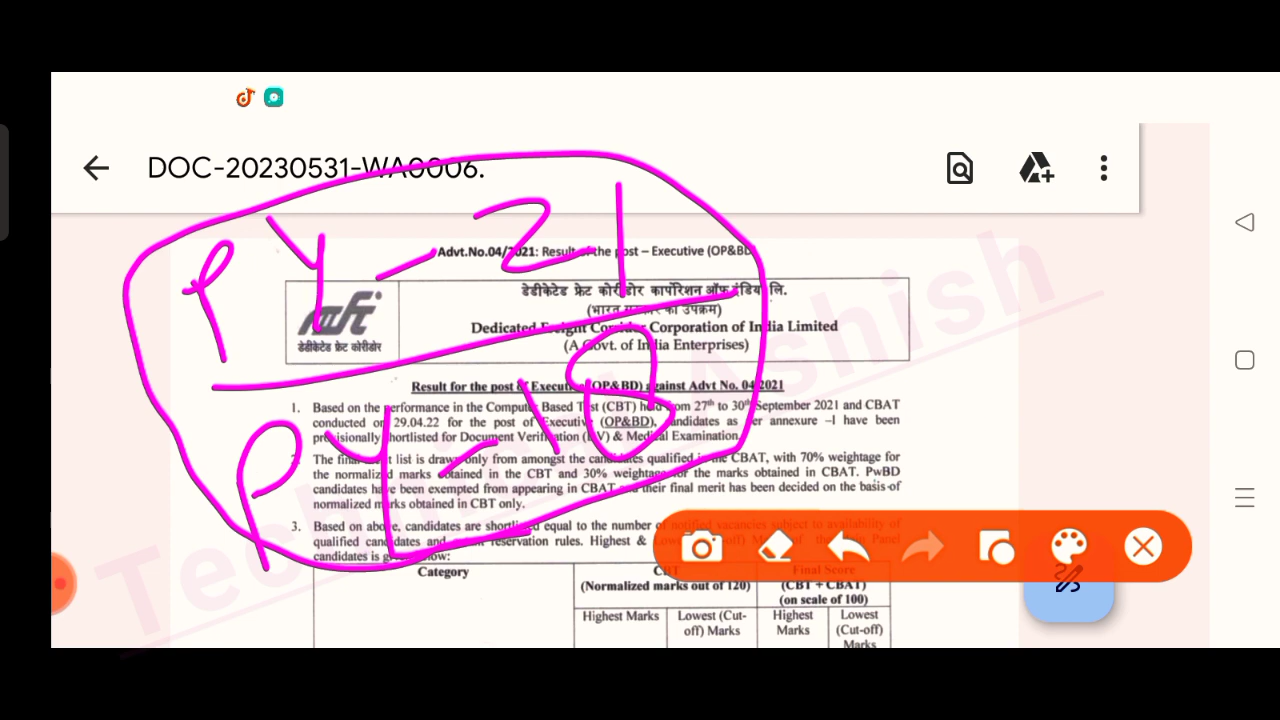 DOC-20230531-WA0006.
Advt.No.04/2021: Result of the post – Executive (OP&BD)
PY - 21
डेडीकेटेड फ्रेट कोरीडोर कार्पोरेशन ऑफ इंडिया लि.
(भारत सरकार का उपक्रम)
Dedicated Freight Corridor Corporation of India Limited
(A Govt. of India Enterprises)
डेडीकेटेड फ्रेट कोरीडोर
PY - 18
Result for the post of Executive (OP&BD) against Advt No. 04/2021
1. Based on the performance in the Computer Based Test (CBT) held from 27th to 30th September 2021 and CBAT
conducted on 29.04.22 for the post of Executive (OP&BD), candidates as per annexure –I have been
provisionally shortlisted for Document Verification (DV) & Medical Examination.
2. The final merit list is drawn only from amongst the candidates qualified in the CBAT, with 70% weightage for
the normalized marks obtained in the CBT and 30% weightage for the marks obtained in CBAT. PwBD
candidates have been exempted from appearing in CBAT and their final merit has been decided on the basis of
normalized marks obtained in CBT only.
3. Based on above, candidates are shortlisted equal to the number of notified vacancies subject to availability of
qualified candidates and reservation rules. Highest & Lowest (Cut-off) Marks of the Main Panel
candidates is given below:
Category
CBT
(Normalized marks out of 120)
Final Score
(CBT + CBAT)
(on scale of 100)
Highest Marks
Lowest (Cut-off) Marks
Highest Marks
Lowest (Cut-off) Marks
Tech Ashish